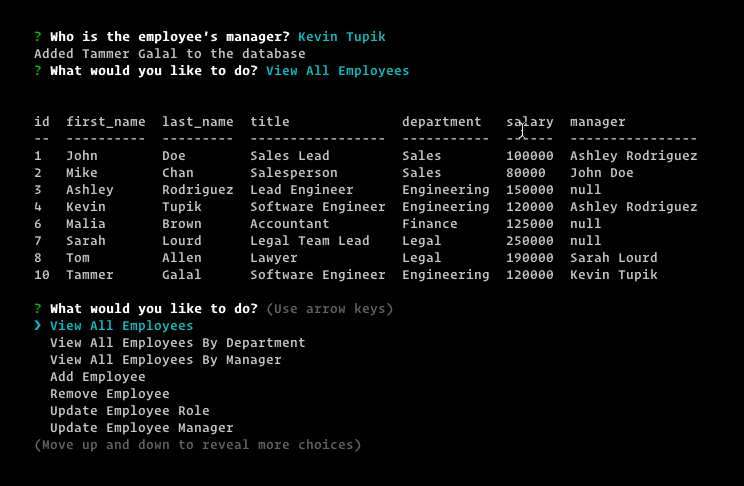 ? Who is the employee's manager? Kevin Tupik
Added Tammer Galal to the database
? What would you like to do? View All Employees
id  first_name  last_name  title              department   salary  manager
--  ----------  ---------  -----------------  -----------  ------  ----------------
1   John        Doe        Sales Lead         Sales        100000  Ashley Rodriguez
2   Mike        Chan       Salesperson        Sales        80000   John Doe
3   Ashley      Rodriguez  Lead Engineer      Engineering  150000  null
4   Kevin       Tupik      Software Engineer  Engineering  120000  Ashley Rodriguez
6   Malia       Brown      Accountant         Finance      125000  null
7   Sarah       Lourd      Legal Team Lead    Legal        250000  null
8   Tom         Allen      Lawyer             Legal        190000  Sarah Lourd
10  Tammer      Galal      Software Engineer  Engineering  120000  Kevin Tupik
? What would you like to do? (Use arrow keys)
❯ View All Employees
  View All Employees By Department
  View All Employees By Manager
  Add Employee
  Remove Employee
  Update Employee Role
  Update Employee Manager
(Move up and down to reveal more choices)